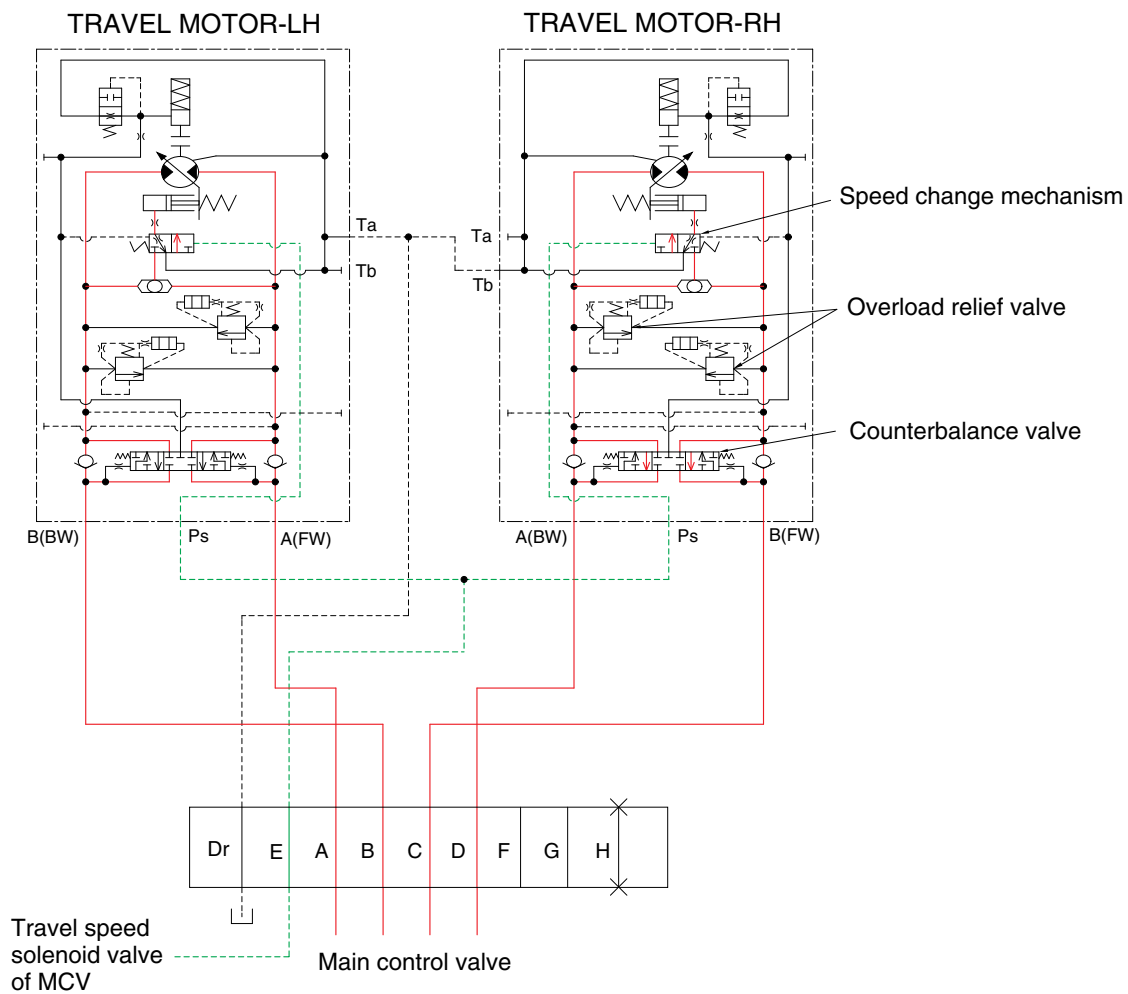 TRAVEL MOTOR-LH
TRAVEL MOTOR-RH
Speed change mechanism
Ta
Ta
Tb
Tb
Overload relief valve
Counterbalance valve
B(BW)
Ps
A(FW)
A(BW)
Ps
B(FW)
Dr
E
A
B
C
D
F
G
H
Travel speed
solenoid valve
of MCV
Main control valve